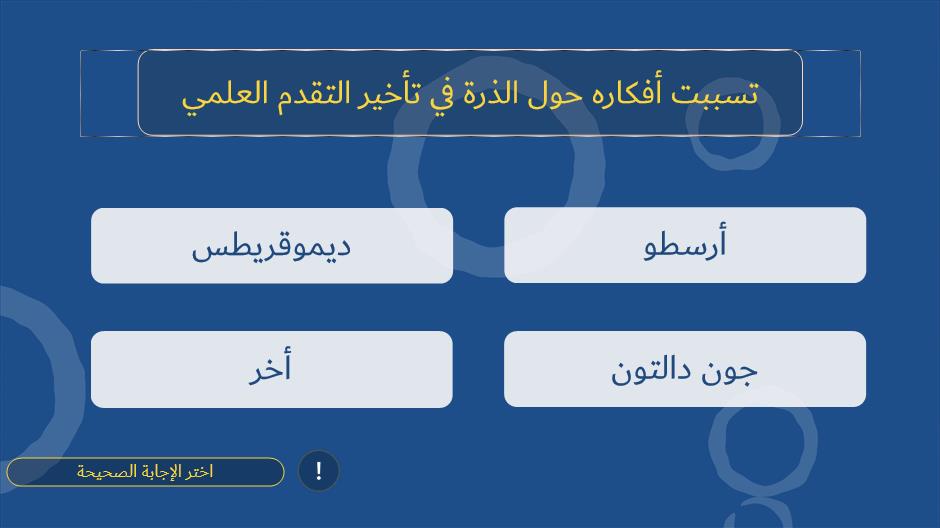 تسببت أفكاره حول الذرة في تأخير التقدم العلمي
أرسطو
ديموقريطس
جون دالتون
أخر
!
اختر الإجابة الصحيحة